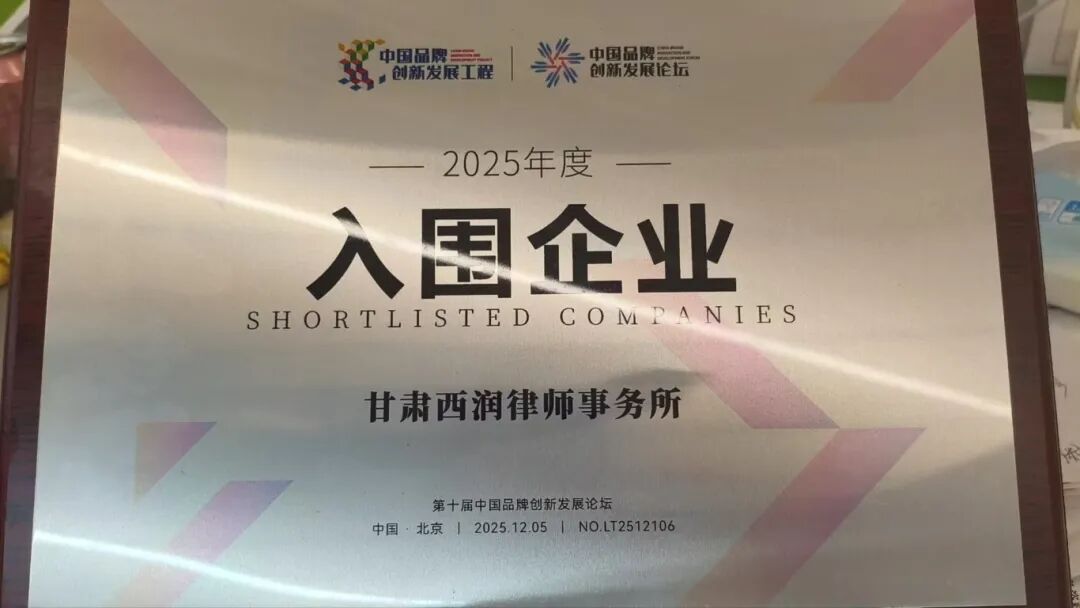 中国品牌
创新发展工程
中国品牌
创新发展论坛
2025年度
入围企业
SHORTLISTED COMPANIES
甘肃西润律师事务所
第十届中国品牌创新发展论坛
中国·北京 | 2025.12.05 | NO.LT2512106